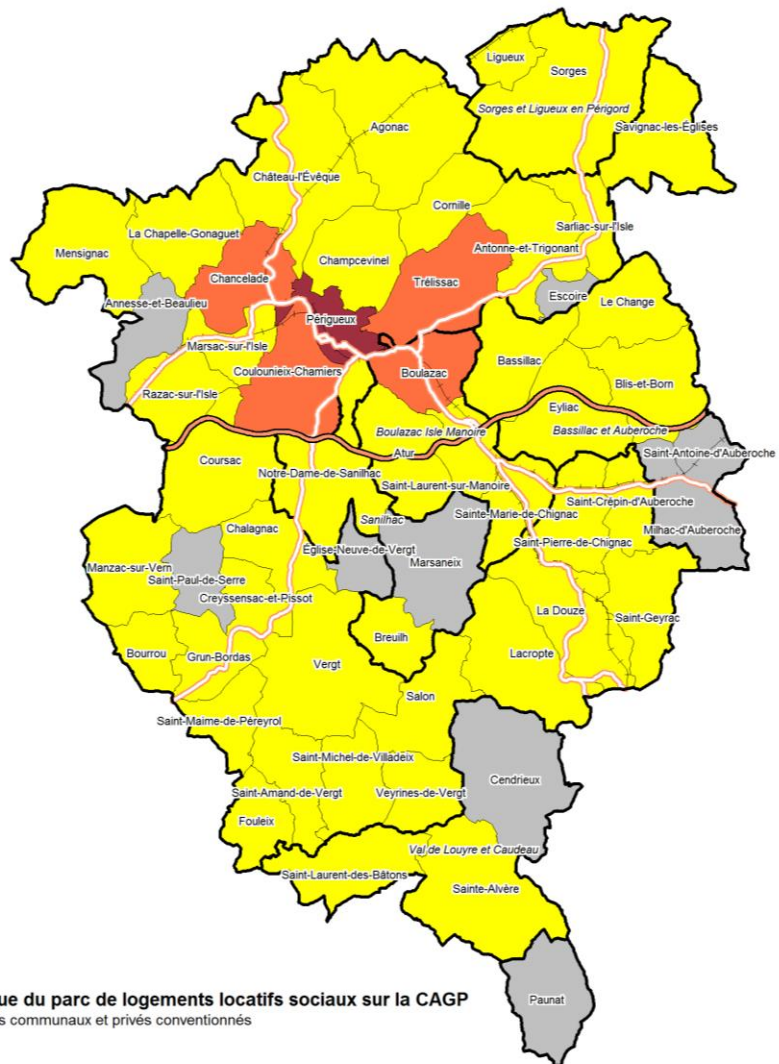 Ligueux
Sorges
Sorges et Ligueux en Périgord
Savignac-les-Églises
Agonac
Château-l'Évêque
Cornille
La Chapelle-Gonaguet
Sarliac-sur-l'Isle
Mensignac
Champcevinel
Antonne-et-Trigonant
Chancelade
Trélissac
Annesse-et-Beaulieu
Escoire
Le Change
Périgueux
Marsac-sur-l'Isle
Bassillac
Coulounieix-Chamiers
Boulazac
Blis-et-Born
Razac-sur-l'Isle
Eyliac
Boulazac Isle Manoire
Bassillac et Auberoche
Atur
Saint-Antoine-d'Auberoche
Coursac
Notre-Dame-de-Sanilhac
Saint-Laurent-sur-Manoire
Saint-Crépin-d'Auberoche
Sainte-Marie-de-Chignac
Sanilhac
Chalagnac
Milhac-d'Auberoche
Saint-Pierre-de-Chignac
Église-Neuve-de-Vergt
Marsaneix
Manzac-sur-Vern
Saint-Paul-de-Serre
Creyssensac-et-Pissot
La Douze
Saint-Geyrac
Breuilh
Bourrou
Grun-Bordas
Lacropte
Vergt
Salon
Saint-Maime-de-Péreyrol
Saint-Michel-de-Villadeix
Cendrieux
Saint-Amand-de-Vergt
Veyrines-de-Vergt
Fouleix
Val de Louyre et Caudeau
Saint-Laurent-des-Bâtons
Sainte-Alvère
Paunat
ue du parc de logements locatifs sociaux sur la CAGP
s communaux et privés conventionnés